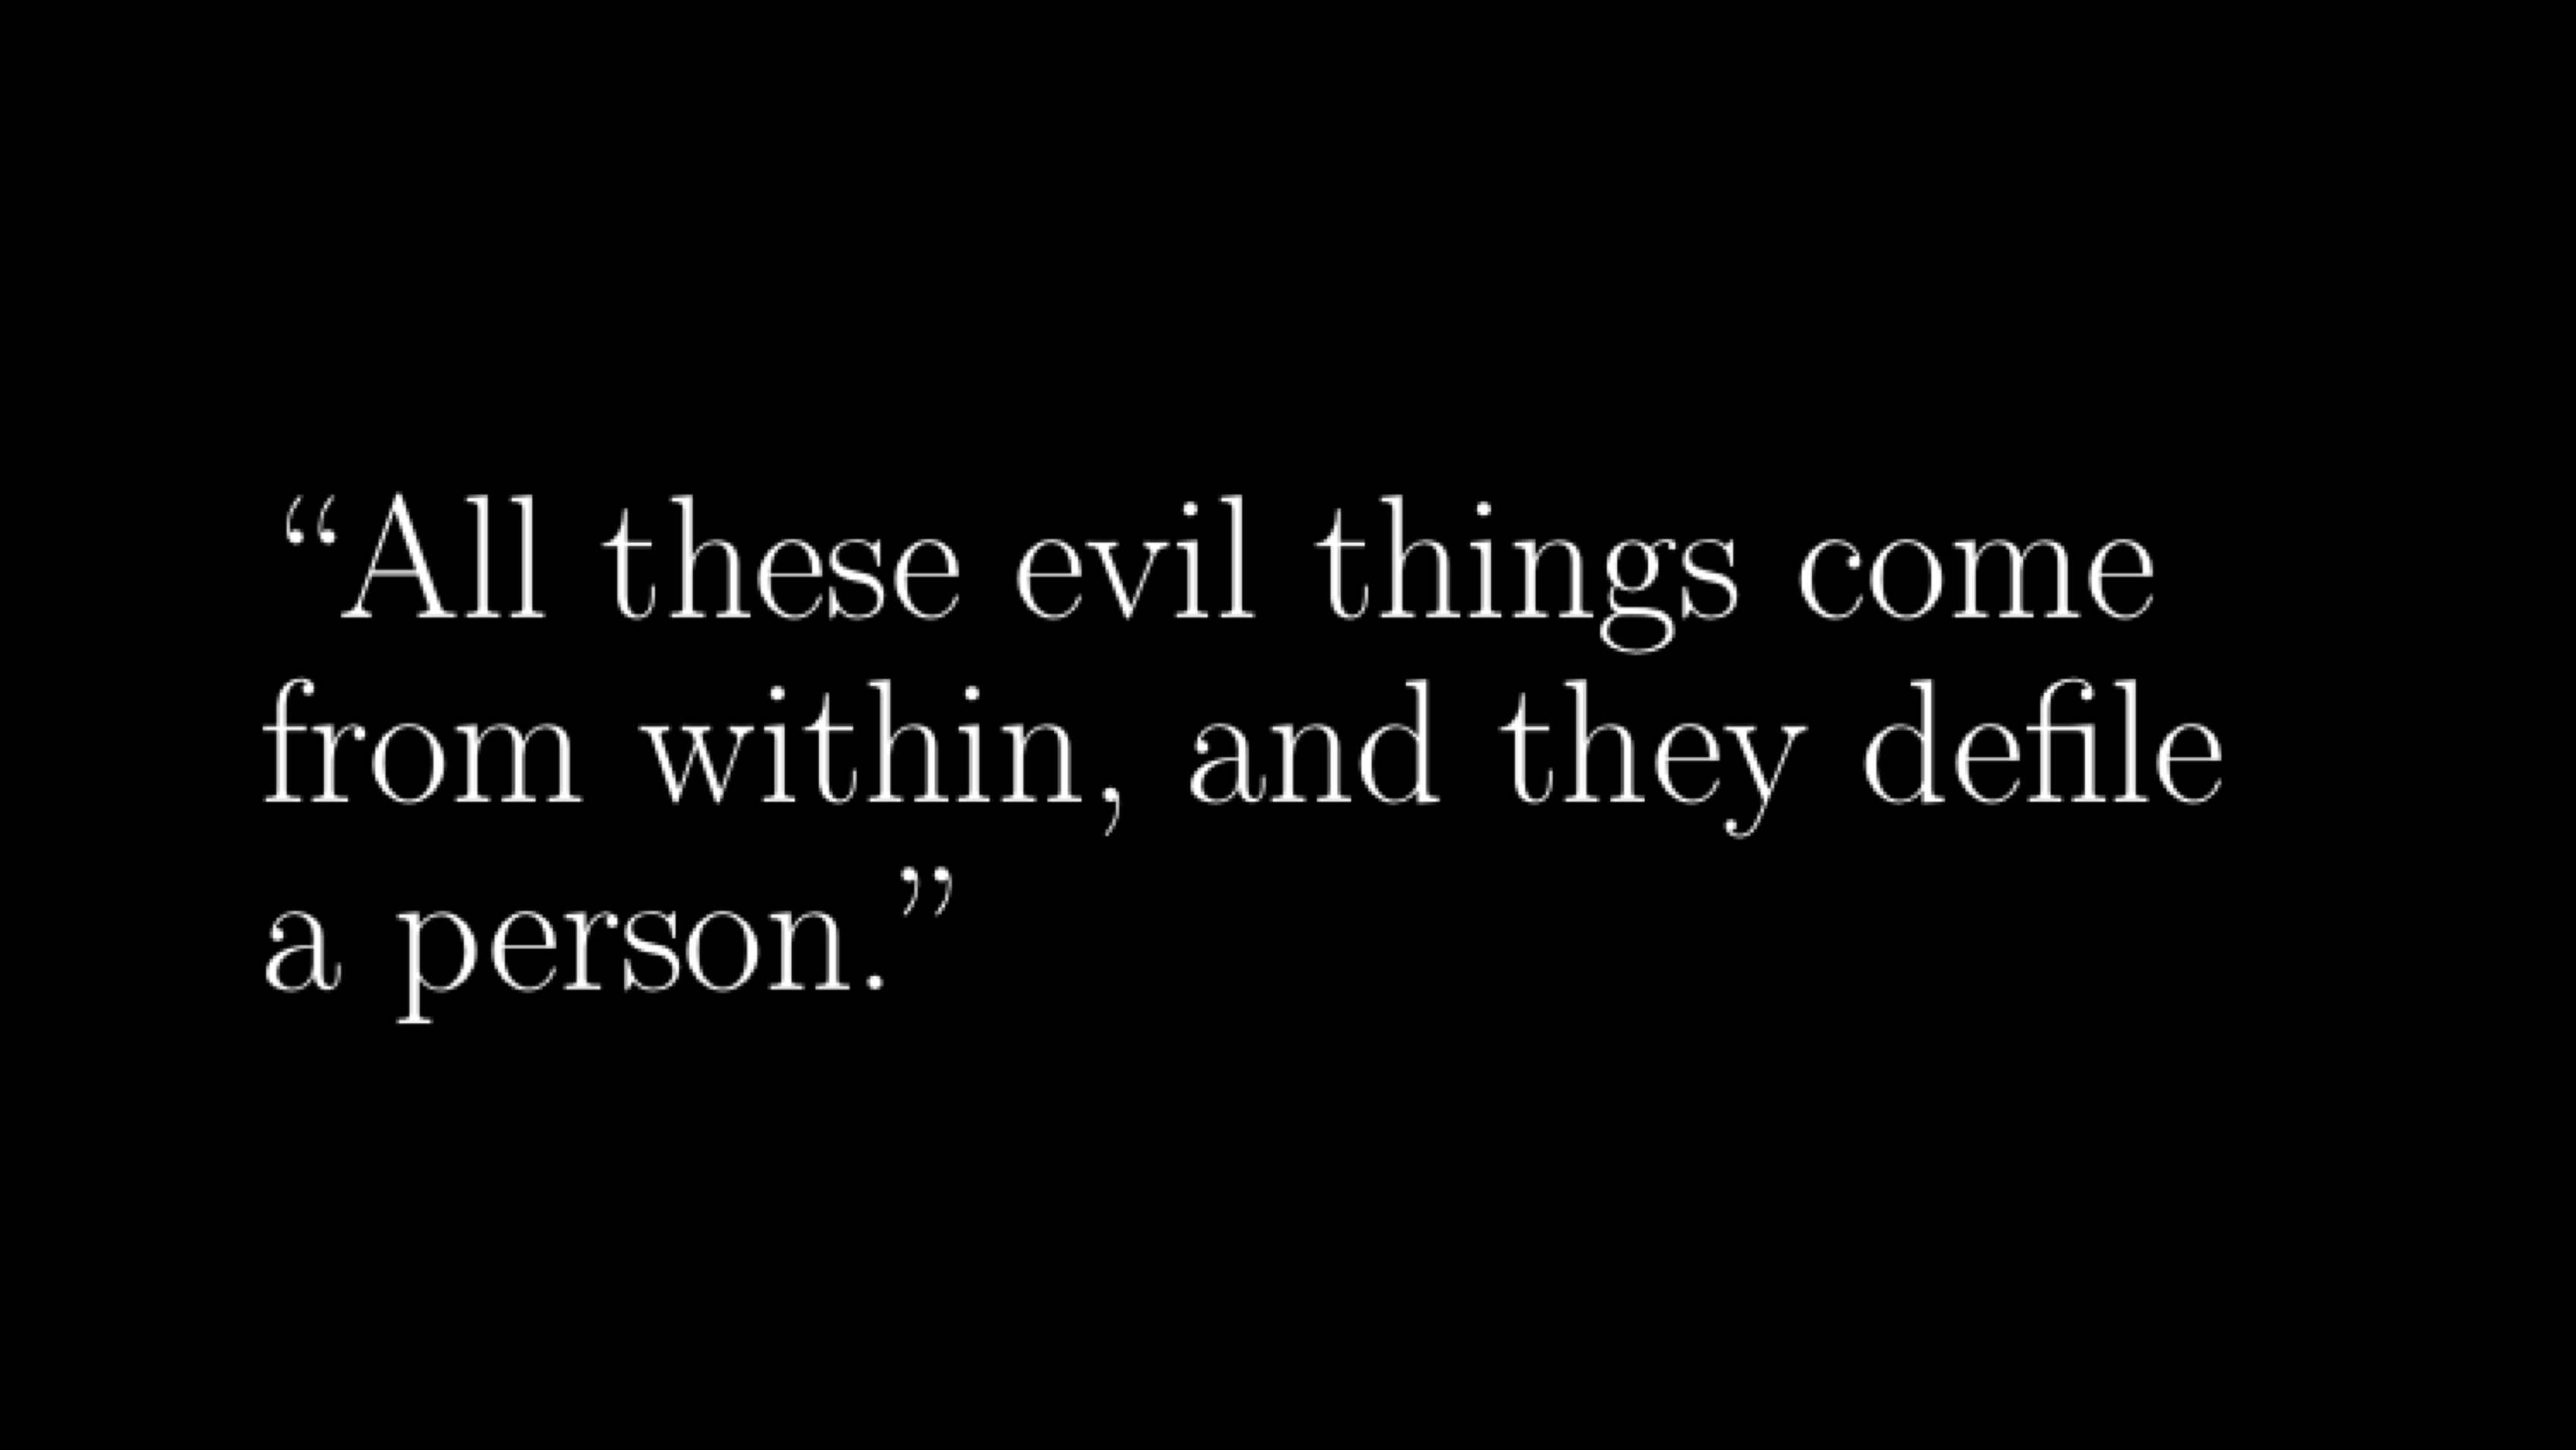 “All these evil things come
from within, and they defile
a person.”